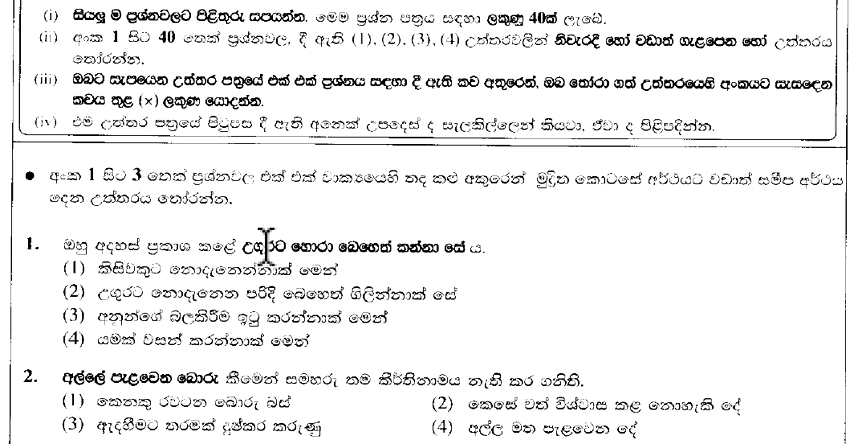 (i) සියලු ම ප්‍රශ්නවලට පිළිතුරු සපයන්න. මෙම ප්‍රශ්න පත්‍රය සඳහා ලකුණු 40ක් ලැබේ.
(ii) අංක 1 සිට 40 තෙක් ප්‍රශ්නවල, දී ඇති (1), (2), (3), (4) උත්තරවලින් නිවැරදි හෝ වඩාත් ගැළපෙන හෝ උත්තරය
තෝරන්න.
(iii) ඔබට සැපයෙන උත්තර පත්‍රයේ එක් එක් ප්‍රශ්නය සඳහා දී ඇති කව අතුරෙන්, ඔබ තෝරා ගත් උත්තරයෙහි අංකයට සැසඳෙන
කවය තුළ (×) ලකුණ යොදන්න.
(iv) එම උත්තර පත්‍රයේ පිටුපස දී ඇති අනෙක් උපදෙස් ද සැලකිල්ලෙන් කියවා, ඒවා ද පිළිපදින්න.
● අංක 1 සිට 3 තෙක් ප්‍රශ්නවල එක් එක් වාක්‍යයෙහි තද කළු අකුරෙන් මුද්‍රිත කොටසේ අර්ථයට වඩාත් සමීප අර්ථය
දෙන උත්තරය තෝරන්න.
1. ඔහු අදහස් ප්‍රකාශ කළේ උගුරට හොරා බෙහෙත් කන්නා සේ ය.
(1) කිසිවකුට නොදැනෙන්නාක් මෙන්
(2) උගුරට නොදැනෙන පරිදි බෙහෙත් ගිලින්නාක් සේ
(3) අනුන්ගේ බලකිරීම ඉටු කරන්නාක් මෙන්
(4) යමක් වසන් කරන්නාක් මෙන්
2. අල්ලේ පැළවෙන බොරු කීමෙන් සමහරු තම කීර්තිනාමය නැති කර ගනිති.
(1) කෙනකු රවටන බොරු බස් (2) කෙසේ වත් විශ්වාස කළ නොහැකි දේ
(3) ඇදහීමට තරමක් දුෂ්කර කරුණු (4) අල්ල මත පැළවෙන දේ